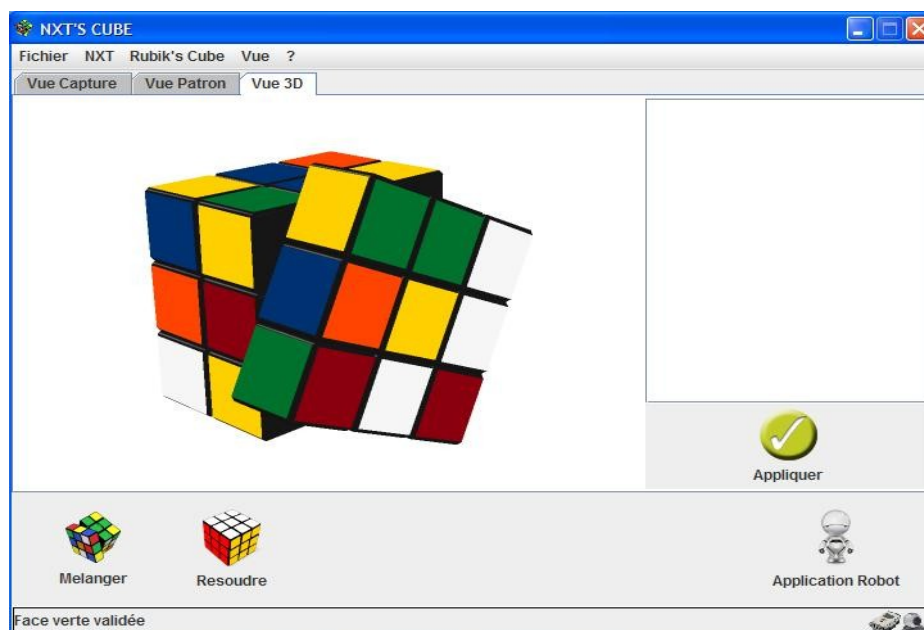 NXT'S CUBE
Fichier NXT Rubik's Cube Vue ?
Vue Capture Vue Patron Vue 3D
Appliquer
Melanger Resoudre Application Robot
Face verte validée